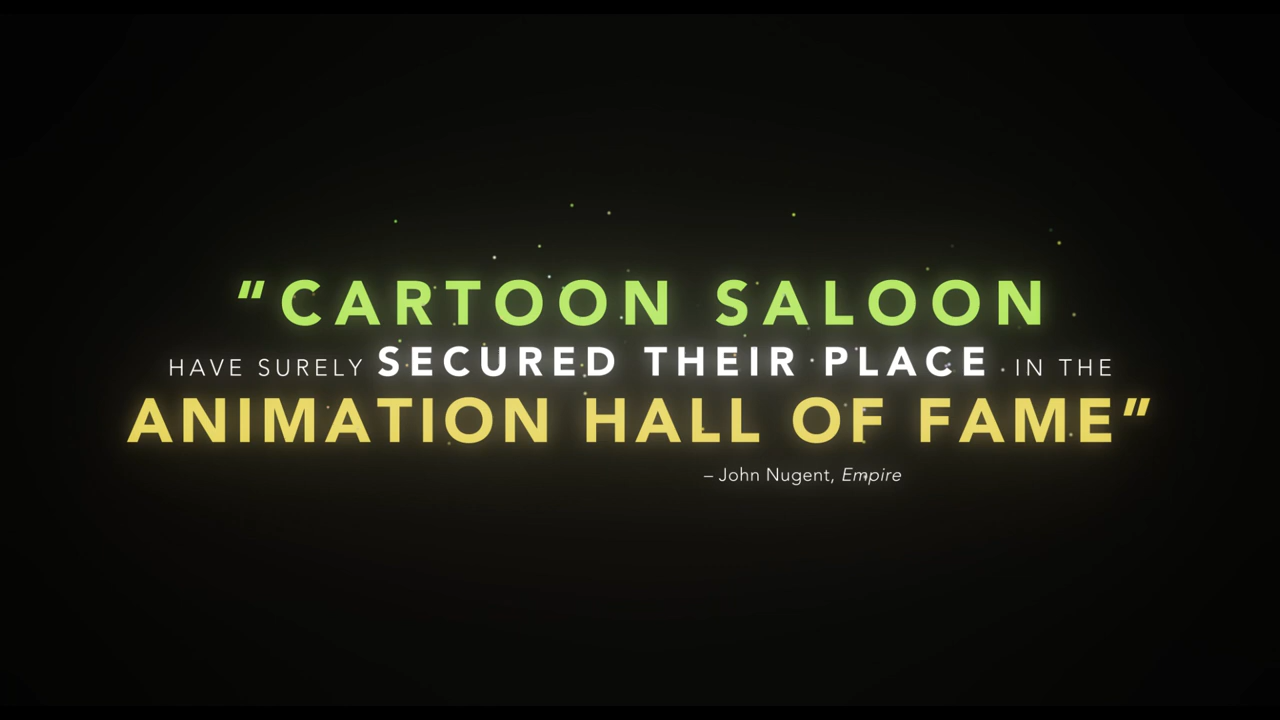 “CARTOON SALOON
HAVE SURELY SECURED THEIR PLACE IN THE
ANIMATION HALL OF FAME”
– John Nugent, Empire